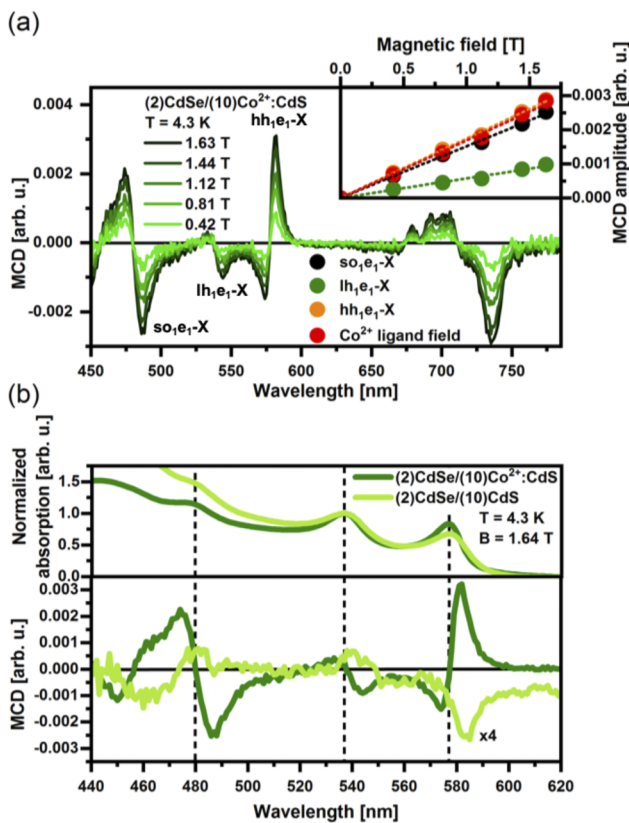 (a)
Magnetic field [T]
0.0 0.5 1.0 1.5
0.003
0.002
0.001
0.000
MCD amplitude [arb. u.]
(2)CdSe/(10)Co²⁺:CdS
T = 4.3 K
1.63 T
1.44 T
1.12 T
0.81 T
0.42 T
hh₁e₁-X
0.004
0.002
0.000
-0.002
MCD [arb. u.]
so₁e₁-X
lh₁e₁-X
so₁e₁-X
lh₁e₁-X
hh₁e₁-X
Co²⁺ ligand field
450 500 550 600 650 700 750
Wavelength [nm]
(b)
Normalized
absorption [arb. u.]
1.5
1.0
0.5
0.0
(2)CdSe/(10)Co²⁺:CdS
(2)CdSe/(10)CdS
T = 4.3 K
B = 1.64 T
MCD [arb. u.]
0.003
0.002
0.001
0.000
-0.001
-0.002
-0.003
x4
440 460 480 500 520 540 560 580 600 620
Wavelength [nm]